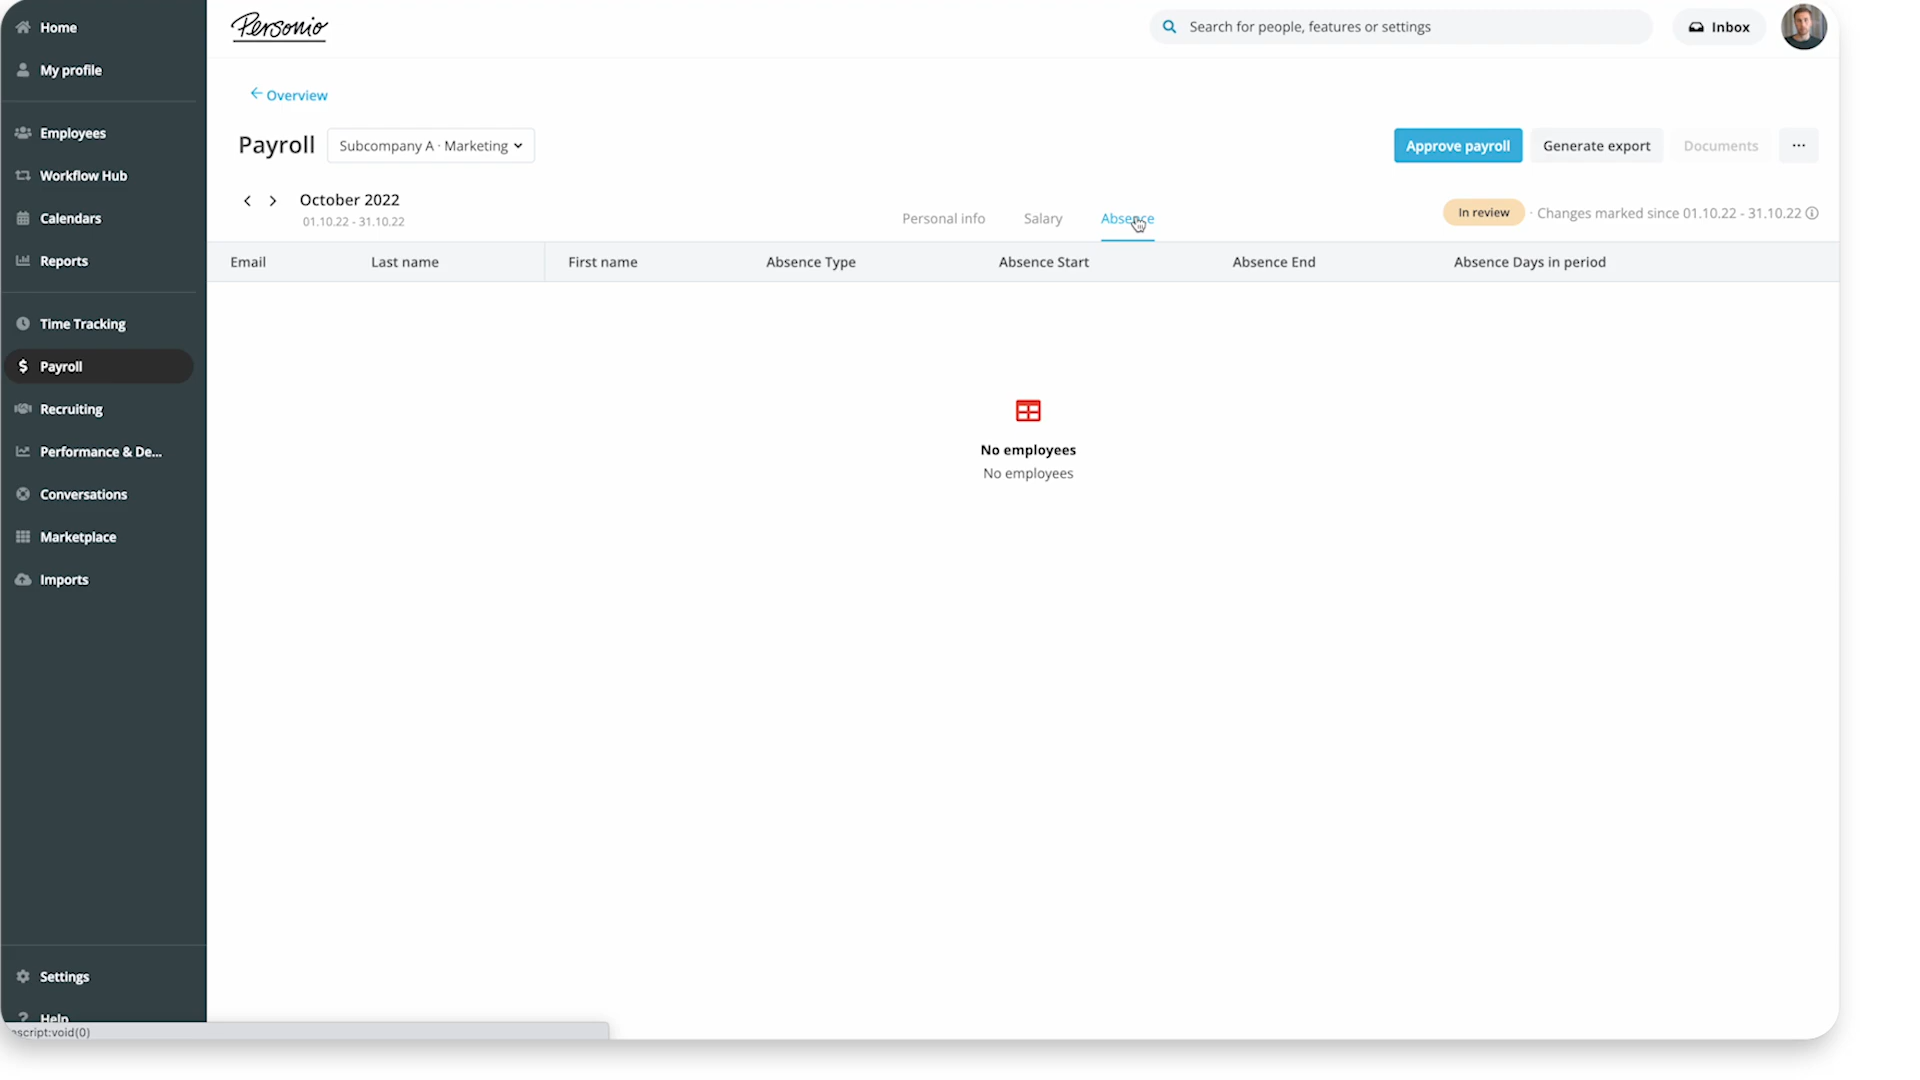 Home
My profile
Employees
Workflow Hub
Calendars
Reports
Time Tracking
Payroll
Recruiting
Performance & De...
Conversations
Marketplace
Imports
Settings
Help
script:void(0)
Personio
Search for people, features or settings
Inbox
Overview
Payroll
Subcompany A · Marketing
Approve payroll
Generate export
Documents
October 2022
01.10.22 - 31.10.22
Personal info
Salary
Absence
In review
· Changes marked since 01.10.22 - 31.10.22
Email Last name First name Absence Type Absence Start Absence End Absence Days in period
No employees
No employees